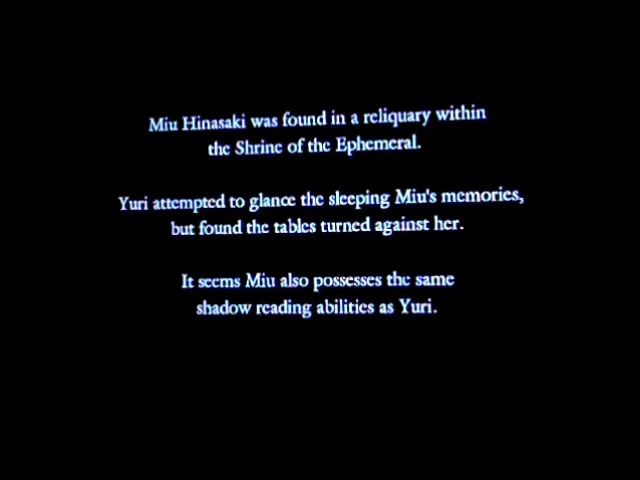 Miu Hinasaki was found in a reliquary within
the Shrine of the Ephemeral.
Yuri attempted to glance the sleeping Miu's memories,
but found the tables turned against her.
It seems Miu also possesses the same
shadow reading abilities as Yuri.